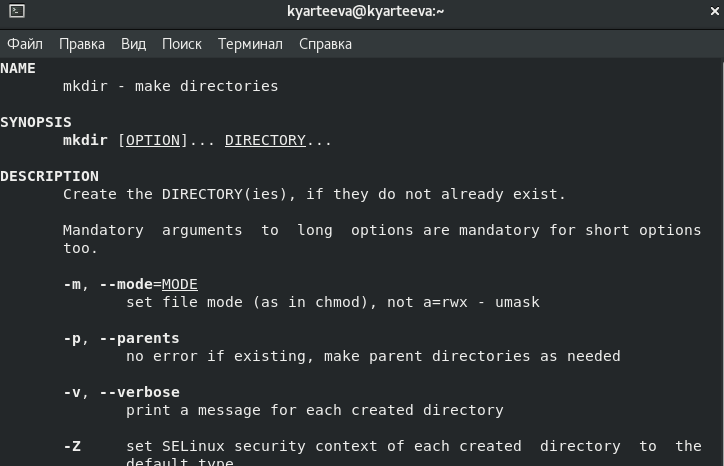 kyarteeva@kyarteeva:~
Файл Правка Вид Поиск Терминал Справка
NAME
mkdir - make directories
SYNOPSIS
mkdir [OPTION]... DIRECTORY...
DESCRIPTION
Create the DIRECTORY(ies), if they do not already exist.
Mandatory arguments to long options are mandatory for short options
too.
-m, --mode=MODE
set file mode (as in chmod), not a=rwx - umask
-p, --parents
no error if existing, make parent directories as needed
-v, --verbose
print a message for each created directory
-Z set SELinux security context of each created directory to the
default type